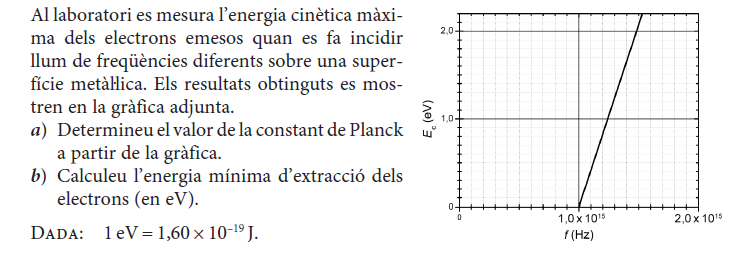 Al laboratori es mesura l'energia cinètica màxi-
ma dels electrons emesos quan es fa incidir
llum de freqüències diferents sobre una super-
fície metàl·lica. Els resultats obtinguts es mos-
tren en la gràfica adjunta.
a) Determineu el valor de la constant de Planck
a partir de la gràfica.
b) Calculeu l'energia mínima d'extracció dels
electrons (en eV).
DADA: 1 eV = 1,60 × 10⁻¹⁹ J.
2,0
1,0
0
E꜀ (eV)
0
1,0 x 10¹⁵
2,0 x 10¹⁵
f (Hz)